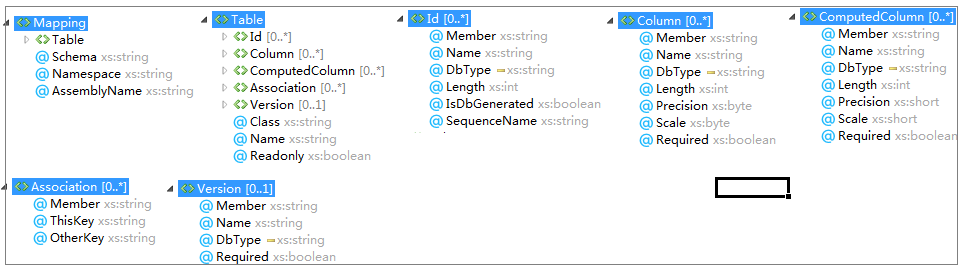 Mapping
Table
Schema xs:string
Namespace xs:string
AssemblyName xs:string
Table
Id [0..*]
Column [0..*]
ComputedColumn [0..*]
Association [0..*]
Version [0..1]
Class xs:string
Name xs:string
Readonly xs:boolean
Id [0..*]
Member xs:string
Name xs:string
DbType xs:string
Length xs:int
IsDbGenerated xs:boolean
SequenceName xs:string
Column [0..*]
Member xs:string
Name xs:string
DbType xs:string
Length xs:int
Precision xs:byte
Scale xs:byte
Required xs:boolean
ComputedColumn [0..*]
Member xs:string
Name xs:string
DbType xs:string
Length xs:int
Precision xs:short
Scale xs:short
Required xs:boolean
Association [0..*]
Member xs:string
ThisKey xs:string
OtherKey xs:string
Version [0..1]
Member xs:string
Name xs:string
DbType xs:string
Required xs:boolean